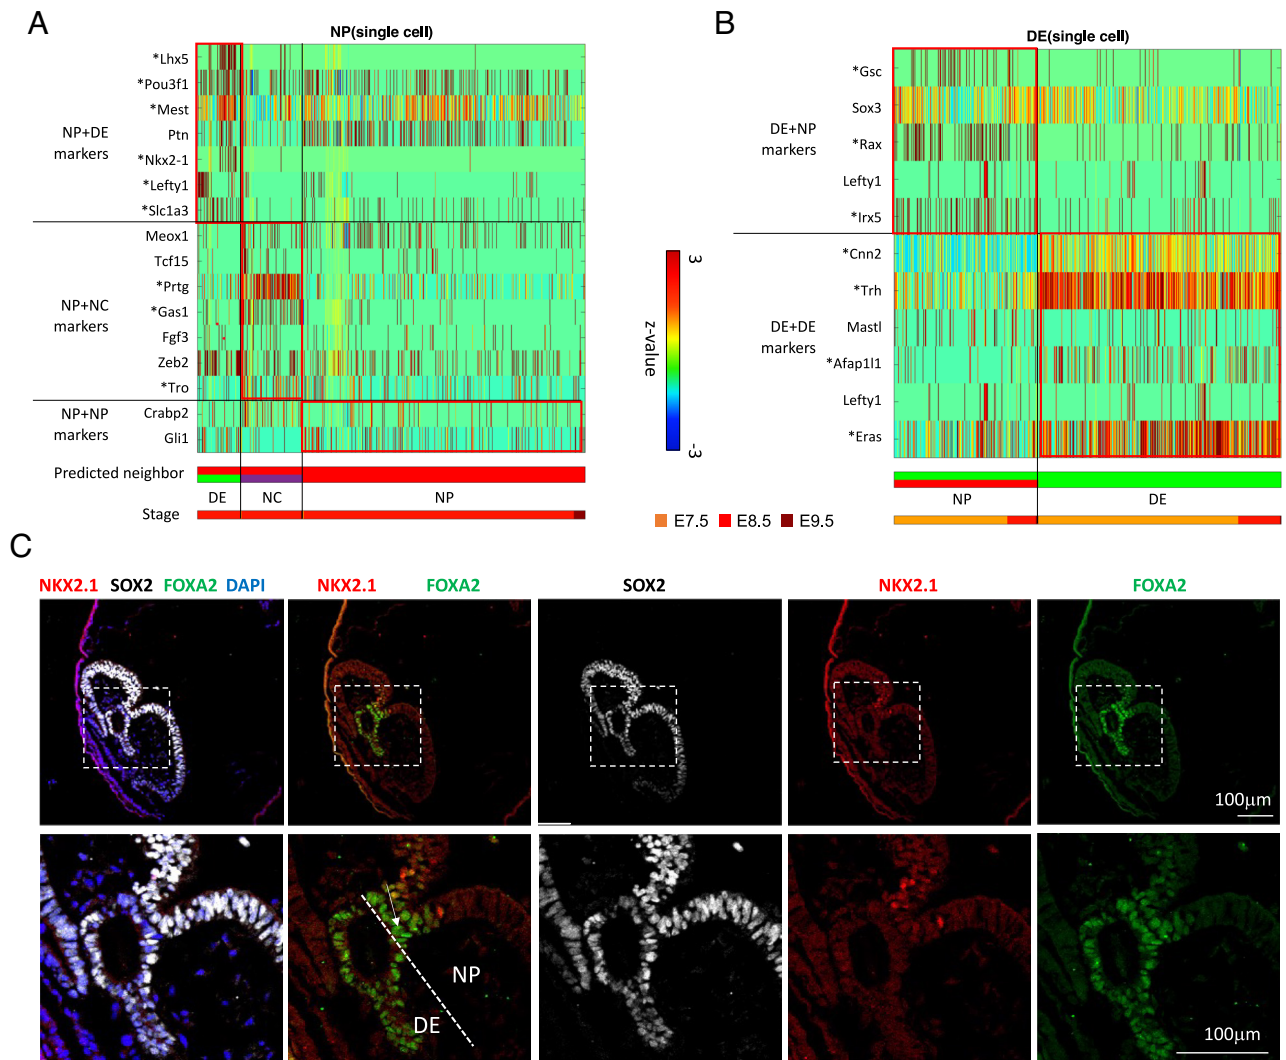 A
NP(single cell)
*Lhx5
*Pou3f1
*Mest
Ptn
*Nkx2-1
*Lefty1
*Slc1a3
NP+DE
markers
Meox1
Tcf15
*Prtg
*Gas1
Fgf3
Zeb2
*Tro
NP+NC
markers
Crabp2
Gli1
NP+NP
markers
Predicted neighbor
DE NC NP
Stage
3
z-value
-3
E7.5 E8.5 E9.5
B
DE(single cell)
*Gsc
Sox3
*Rax
Lefty1
*Irx5
DE+NP
markers
*Cnn2
*Trh
Mastl
*Afap1l1
Lefty1
*Eras
DE+DE
markers
NP DE
C
NKX2.1 SOX2 FOXA2 DAPI
NKX2.1 FOXA2
SOX2
NKX2.1
FOXA2
100μm
NP
DE
100μm